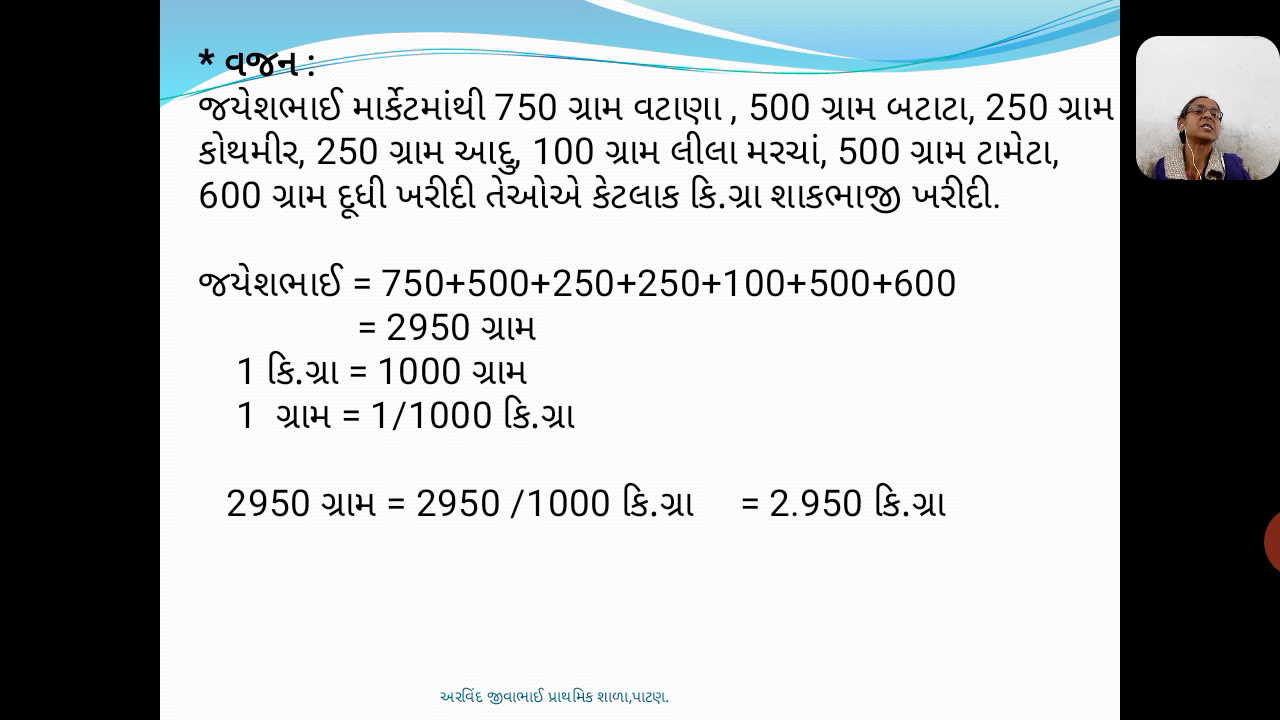 * વજન :
જયેશભાઈ માર્કેટમાંથી 750 ગ્રામ વટાણા , 500 ગ્રામ બટાટા, 250 ગ્રામ
કોથમીર, 250 ગ્રામ આદુ, 100 ગ્રામ લીલા મરચાં, 500 ગ્રામ ટામેટા,
600 ગ્રામ દૂધી ખરીદી તેઓએ કેટલાક કિ.ગ્રા શાકભાજી ખરીદી.
જયેશભાઈ = 750+500+250+250+100+500+600
= 2950 ગ્રામ
1 કિ.ગ્રા = 1000 ગ્રામ
1 ગ્રામ = 1/1000 કિ.ગ્રા
2950 ગ્રામ = 2950 /1000 કિ.ગ્રા = 2.950 કિ.ગ્રા
અરવિંદ જીવાભાઈ પ્રાથમિક શાળા,પાટણ.